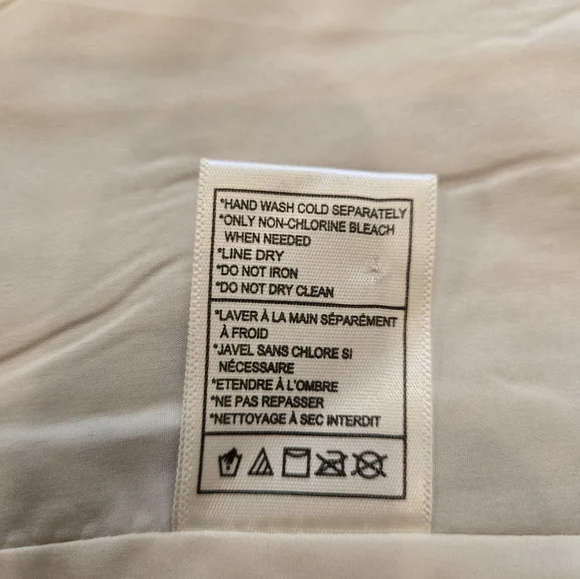 *HAND WASH COLD SEPARATELY
*ONLY NON-CHLORINE BLEACH
WHEN NEEDED
*LINE DRY
*DO NOT IRON
*DO NOT DRY CLEAN
*LAVER À LA MAIN SÉPARÉMENT
À FROID
*JAVEL SANS CHLORE SI
NÉCESSAIRE
*ETENDRE À L'OMBRE
*NE PAS REPASSER
*NETTOYAGE À SEC INTERDIT